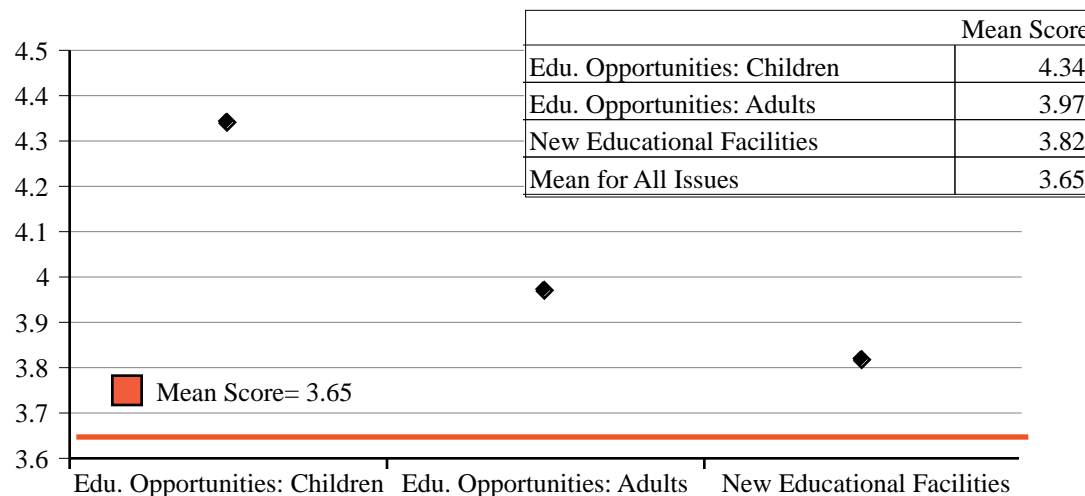 Mean Score
Edu. Opportunities: Children 4.34
Edu. Opportunities: Adults 3.97
New Educational Facilities 3.82
Mean for All Issues 3.65
4.5
4.4
4.3
4.2
4.1
4
3.9
3.8
3.7
3.6
Mean Score= 3.65
Edu. Opportunities: Children Edu. Opportunities: Adults New Educational Facilities